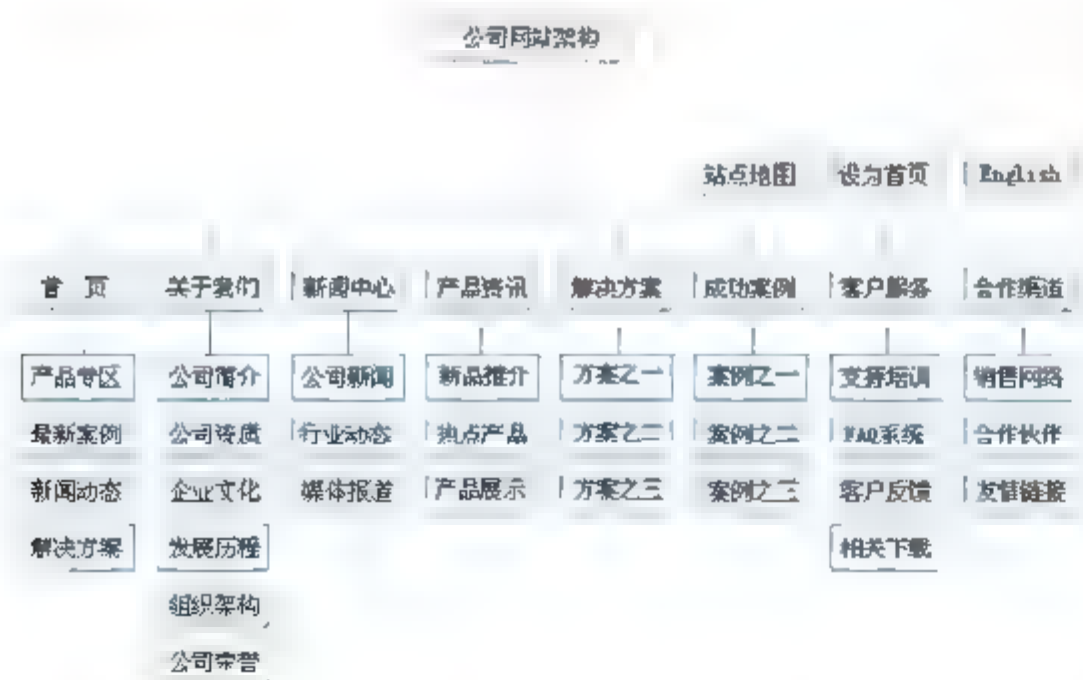 公司网站架构
站点地图 设为首页 English
首 页 关于我们 新闻中心 产品资讯 解决方案 成功案例 客户服务 合作渠道
产品专区 公司简介 公司新闻 新品推介 方案之一 案例之一 支持培训 销售网络
最新案例 公司资质 行业动态 热点产品 方案之二 案例之二 FAQ系统 合作伙伴
新闻动态 企业文化 媒体报道 产品展示 方案之三 案例之三 客户反馈 友情链接
解决方案 发展历程 相关下载
组织架构
公司荣誉